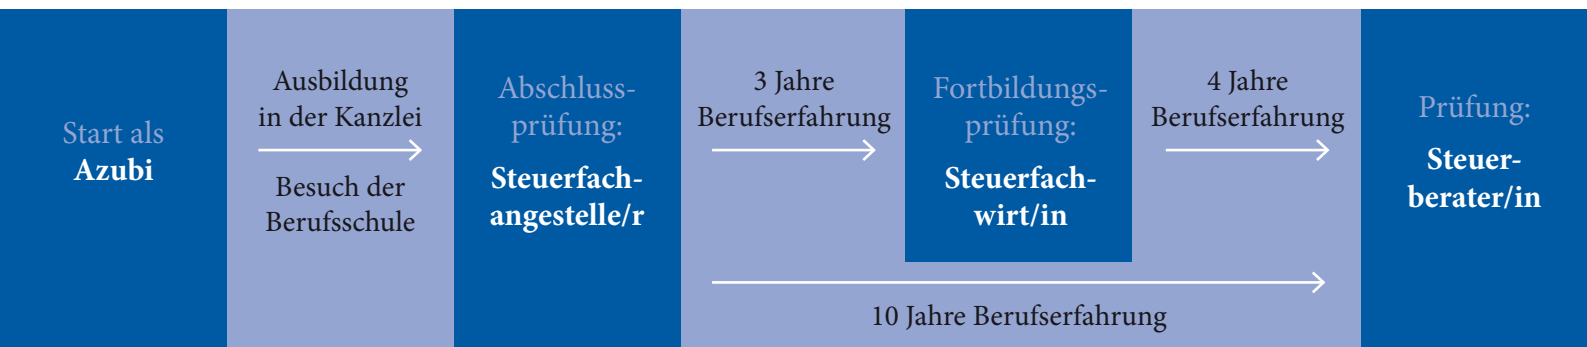 Start als
Azubi
Ausbildung
in der Kanzlei
Besuch der
Berufsschule
Abschluss-
prüfung:
Steuerfach-
angestelle/r
3 Jahre
Berufserfahrung
Fortbildungs-
prüfung:
Steuerfach-
wirt/in
4 Jahre
Berufserfahrung
10 Jahre Berufserfahrung
Prüfung:
Steuer-
berater/in